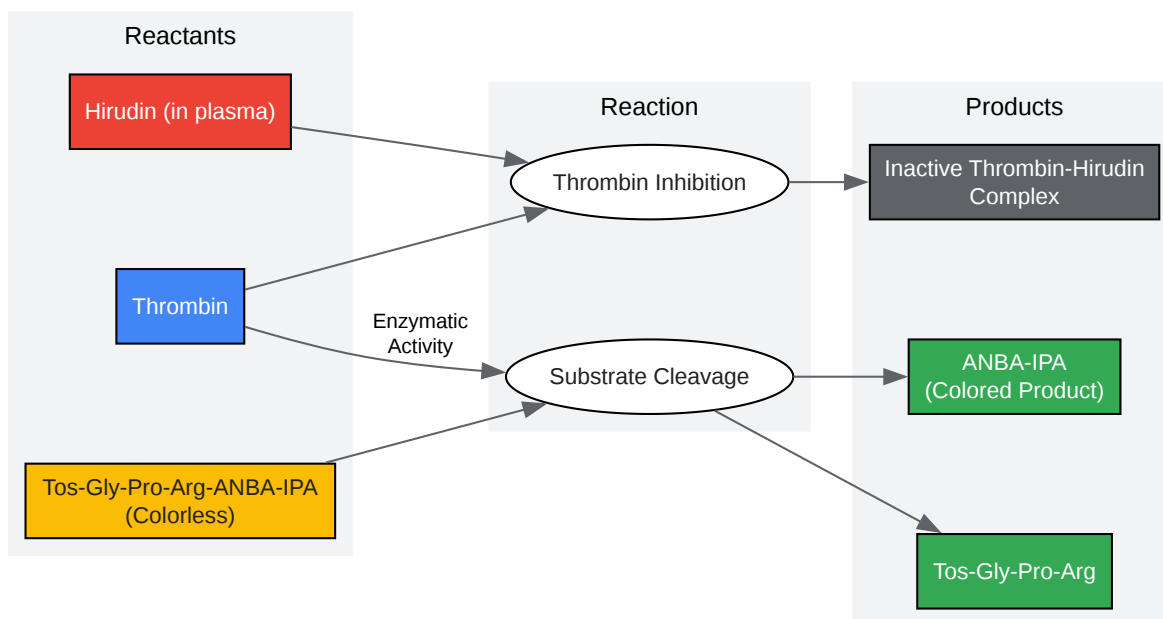 Reactants
Hirudin (in plasma)
Thrombin
Tos-Gly-Pro-Arg-ANBA-IPA
(Colorless)
Enzymatic
Activity
Reaction
Thrombin Inhibition
Substrate Cleavage
Products
Inactive Thrombin-Hirudin
Complex
ANBA-IPA
(Colored Product)
Tos-Gly-Pro-Arg